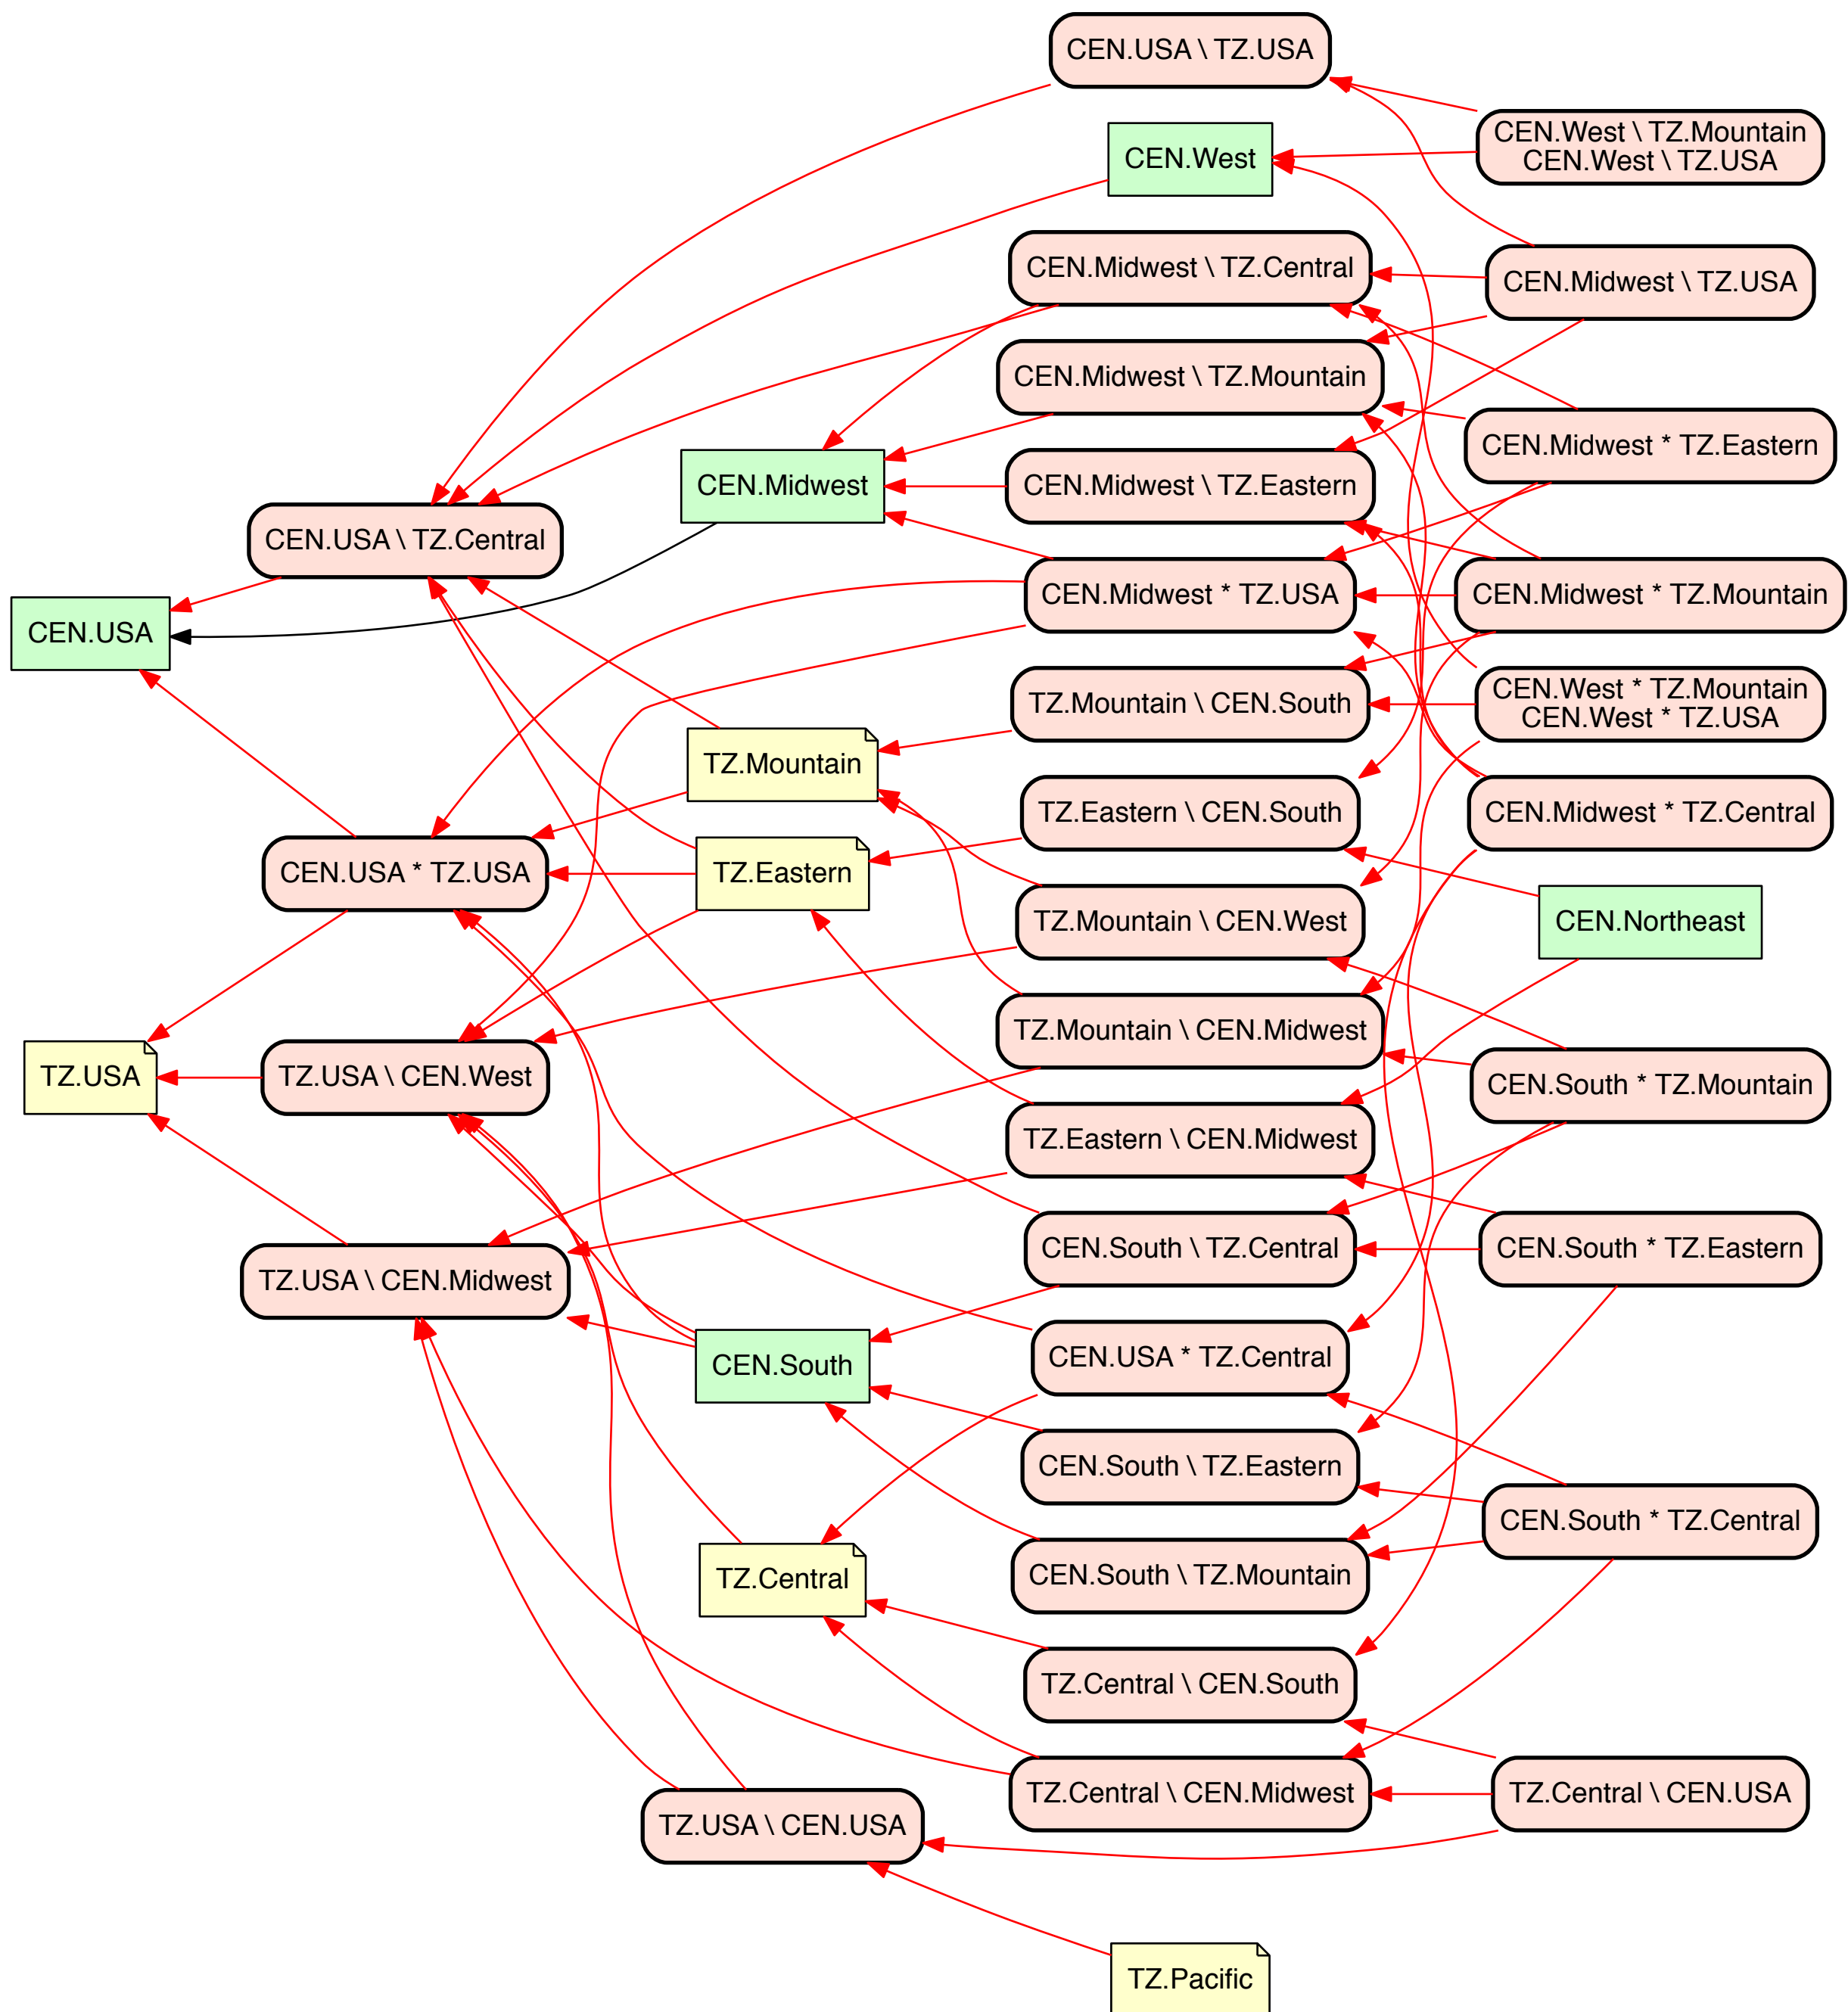 CEN.USA \ TZ.USA
CEN.West \ TZ.Mountain
CEN.West \ TZ.USA
CEN.West
CEN.Midwest \ TZ.Central
CEN.Midwest \ TZ.USA
CEN.Midwest \ TZ.Mountain
CEN.Midwest * TZ.Eastern
CEN.Midwest
CEN.Midwest \ TZ.Eastern
CEN.USA \ TZ.Central
CEN.Midwest * TZ.USA
CEN.Midwest * TZ.Mountain
CEN.USA
TZ.Mountain \ CEN.South
CEN.West * TZ.Mountain
CEN.West * TZ.USA
TZ.Mountain
TZ.Eastern \ CEN.South
CEN.Midwest * TZ.Central
CEN.USA * TZ.USA
TZ.Eastern
TZ.Mountain \ CEN.West
CEN.Northeast
TZ.Mountain \ CEN.Midwest
TZ.USA
TZ.USA \ CEN.West
CEN.South * TZ.Mountain
TZ.Eastern \ CEN.Midwest
CEN.South \ TZ.Central
CEN.South * TZ.Eastern
TZ.USA \ CEN.Midwest
CEN.South
CEN.USA * TZ.Central
CEN.South \ TZ.Eastern
CEN.South * TZ.Central
TZ.Central
CEN.South \ TZ.Mountain
TZ.Central \ CEN.South
TZ.Central \ CEN.Midwest
TZ.Central \ CEN.USA
TZ.USA \ CEN.USA
TZ.Pacific